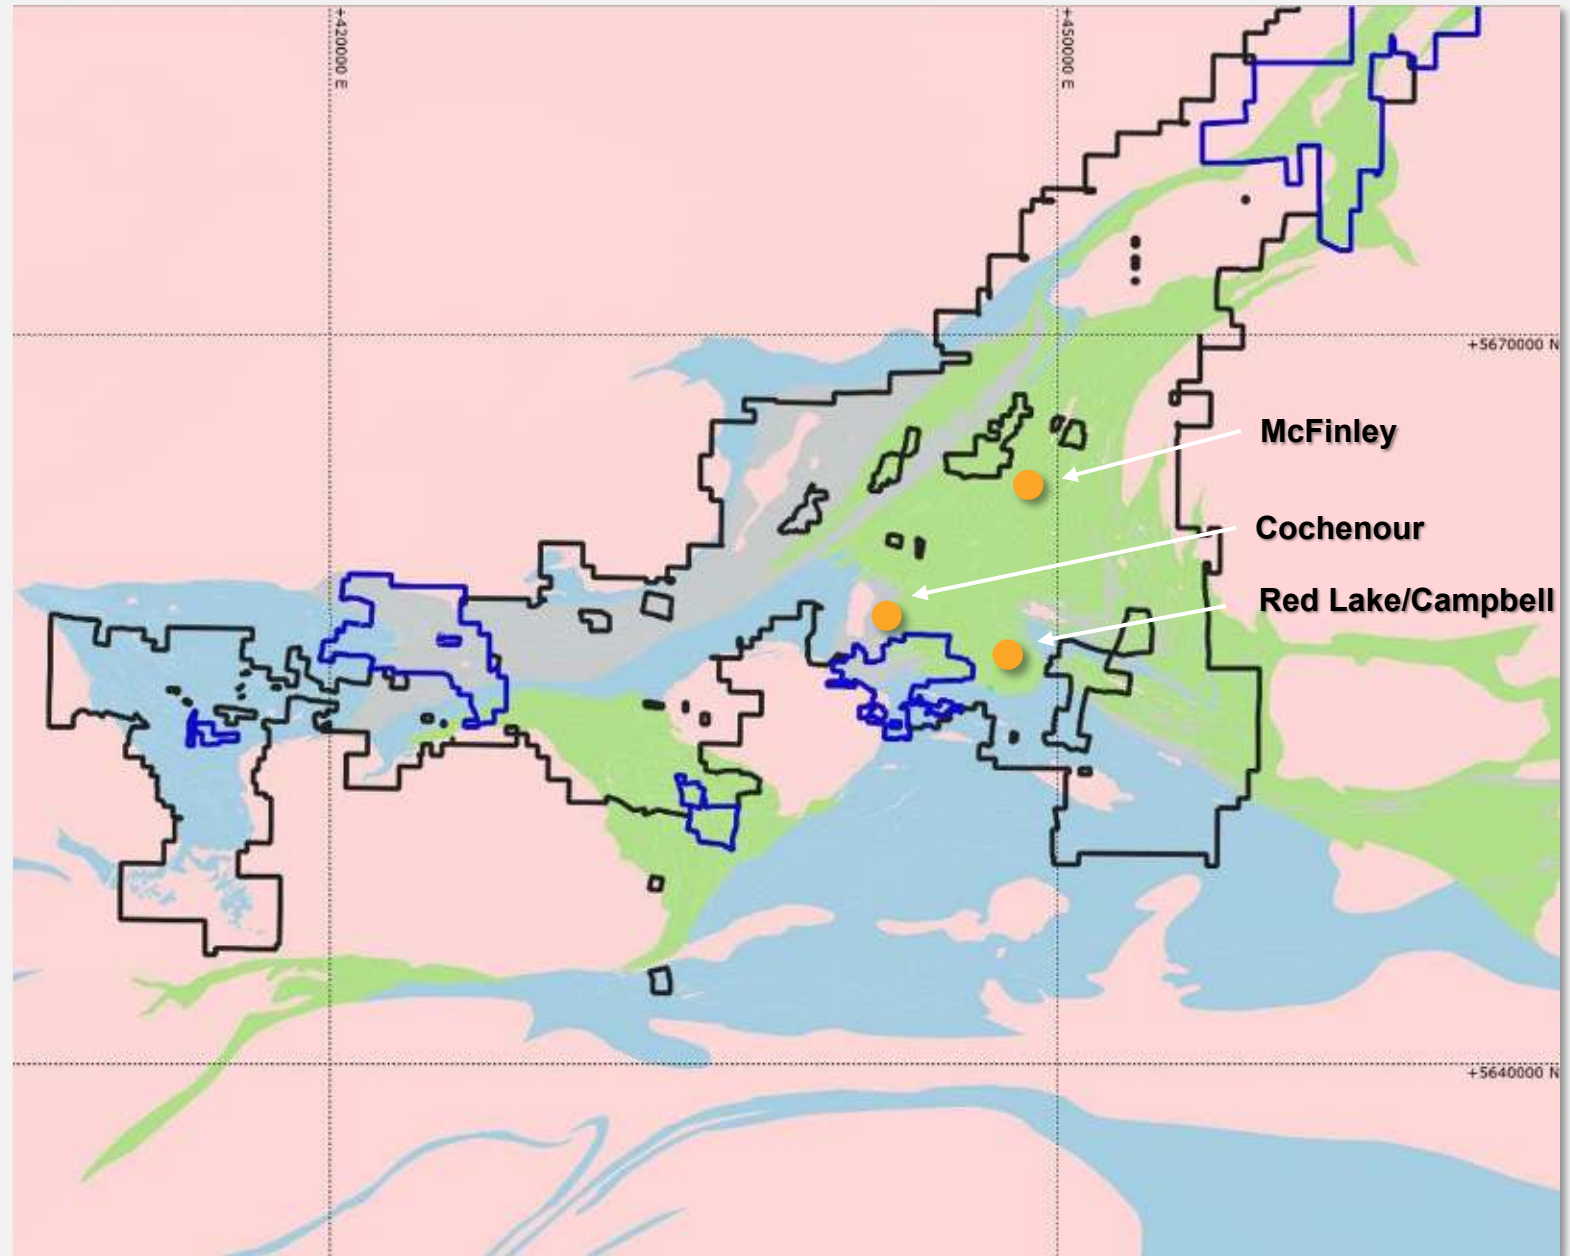 +420000 E
+450000 E
+5670000 N
McFinley
Cochenour
Red Lake/Campbell
+5640000 N